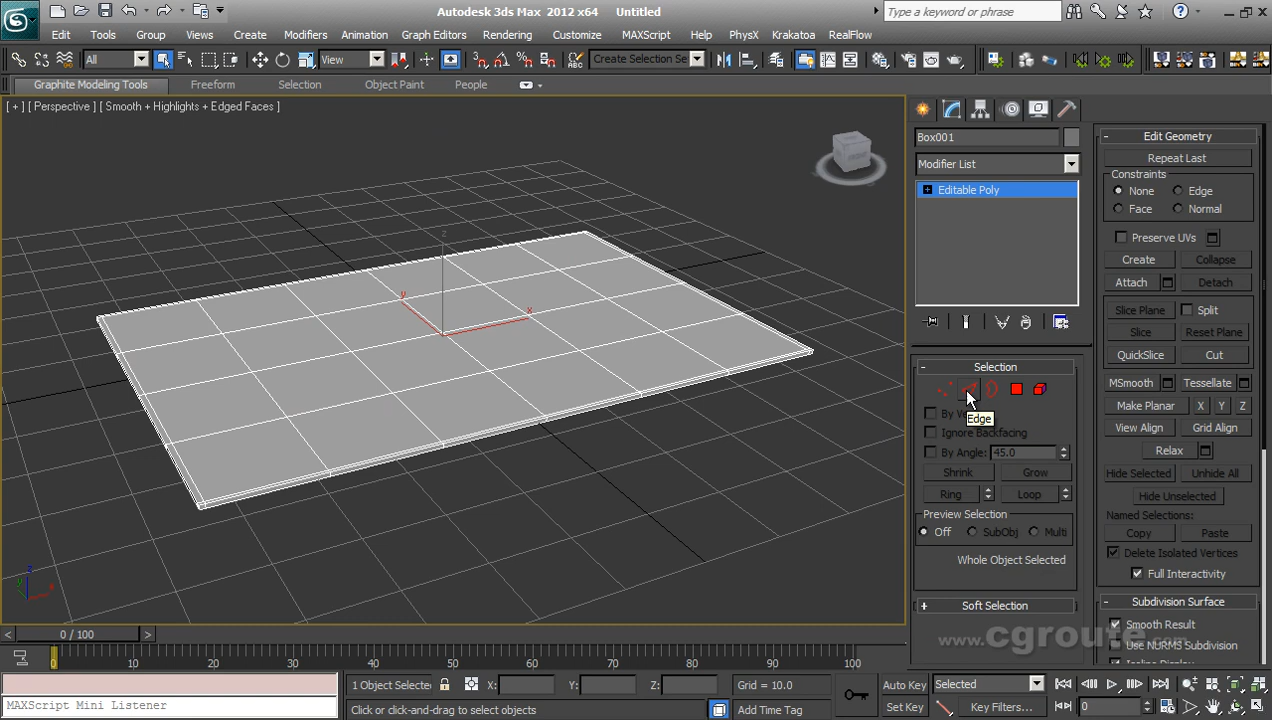 Autodesk 3ds Max 2012 x64 Untitled
Type a keyword or phrase
Edit Tools Group Views Create Modifiers Animation Graph Editors Rendering Customize MAXScript Help PhysX Krakatoa RealFlow
All View Create Selection Se
Graphite Modeling Tools Freeform Selection Object Paint People
[ + ] [ Perspective ] [ Smooth + Highlights + Edged Faces ]
z
y
x
z
y
x
Box001
Modifier List
Editable Poly
Selection
By Ve
Edge
Ignore Backfacing
By Angle: 45.0
Shrink Grow
Ring Loop
Preview Selection
Off SubObj Multi
Whole Object Selected
Soft Selection
Edit Geometry
Repeat Last
Constraints
None Edge
Face Normal
Preserve UVs
Create Collapse
Attach Detach
Slice Plane Split
Slice Reset Plane
QuickSlice Cut
MSmooth Tessellate
Make Planar X Y Z
View Align Grid Align
Relax
Hide Selected Unhide All
Hide Unselected
Named Selections:
Copy Paste
Delete Isolated Vertices
Full Interactivity
Subdivision Surface
Smooth Result
Use NURMS Subdivision
Isoline Display
www.cgroute.com
0 / 100
0 10 20 30 40 50 60 70 80 90 100
1 Object Selecte X: Y: Z: Grid = 10.0 Auto Key Selected
MAXScript Mini Listener Click or click-and-drag to select objects Add Time Tag Set Key Key Filters... 0